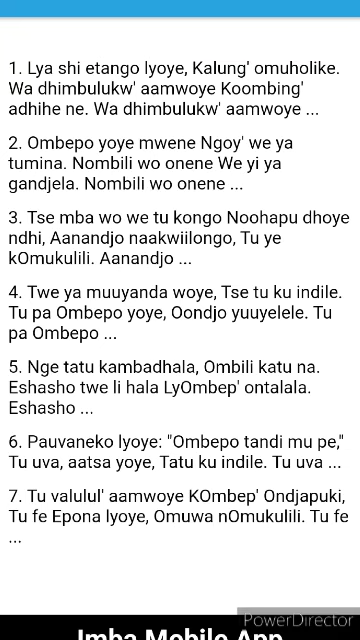 1. Lya shi etango lyoye, Kalung' omuholike.
Wa dhimbulukw' aamwoye Koombing'
adhihe ne. Wa dhimbulukw' aamwoye ...
2. Ombepo yoye mwene Ngoy' we ya
tumina. Nombili wo onene We yi ya
gandjela. Nombili wo onene ...
3. Tse mba wo we tu kongo Noohapu dhoye
ndhi, Aanandjo naakwiilongo, Tu ye
kOmukulili. Aanandjo ...
4. Twe ya muuyanda woye, Tse tu ku indile.
Tu pa Ombepo yoye, Oondjo yuuyelele. Tu
pa Ombepo ...
5. Nge tatu kambadhala, Ombili katu na.
Eshasho twe li hala LyOmbep' ontalala.
Eshasho ...
6. Pauvaneko lyoye: "Ombepo tandi mu pe,"
Tu uva, aatsa yoye, Tatu ku indile. Tu uva ...
7. Tu valulul' aamwoye KOmbep' Ondjapuki,
Tu fe Epona lyoye, Omuwa nOmukulili. Tu fe
...
PowerDirector
Imba Mobile App